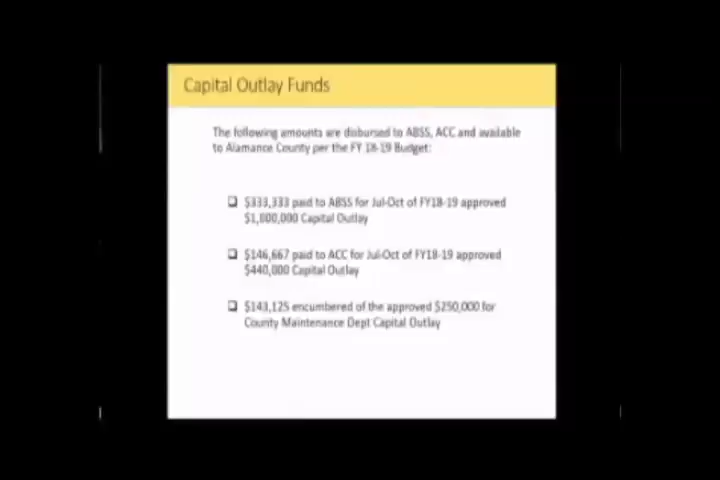 Capital Outlay Funds
The following amounts are disbursed to ABSS, ACC and available
to Alamance County per the FY 18-19 Budget:
$333,333 paid to ABSS for Jul-Oct of FY18-19 approved
$1,000,000 Capital Outlay
$146,667 paid to ACC for Jul-Oct of FY18-19 approved
$440,000 Capital Outlay
$143,125 encumbered of the approved $250,000 for
County Maintenance Dept Capital Outlay